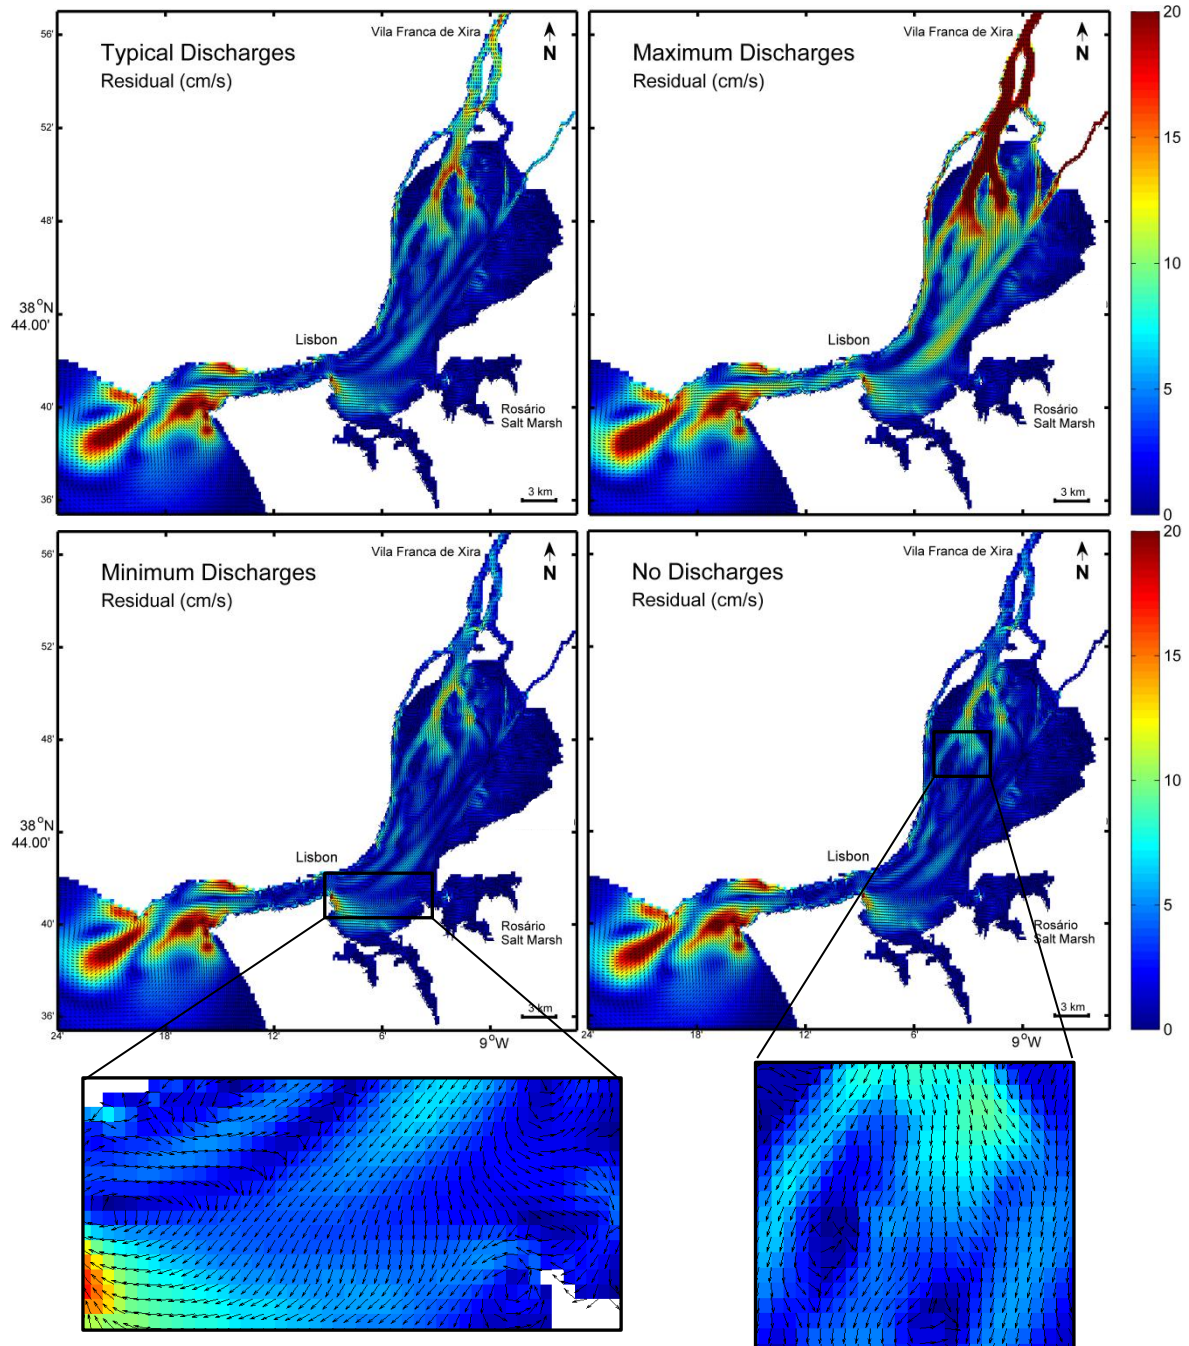 Typical Discharges
Residual (cm/s)
Vila Franca de Xira
N
Lisbon
Rosário
Salt Marsh
3 km
56'
52'
48'
38°N
44.00'
40'
36'
Maximum Discharges
Residual (cm/s)
Vila Franca de Xira
N
Lisbon
Rosário
Salt Marsh
3 km
20
15
10
5
0
Minimum Discharges
Residual (cm/s)
Vila Franca de Xira
N
Lisbon
Rosário
Salt Marsh
3 km
56'
52'
48'
38°N
44.00'
40'
36'
24'
18'
12'
6'
9°W
No Discharges
Residual (cm/s)
Vila Franca de Xira
N
Lisbon
Rosário
Salt Marsh
3 km
24'
18'
12'
6'
9°W
20
15
10
5
0